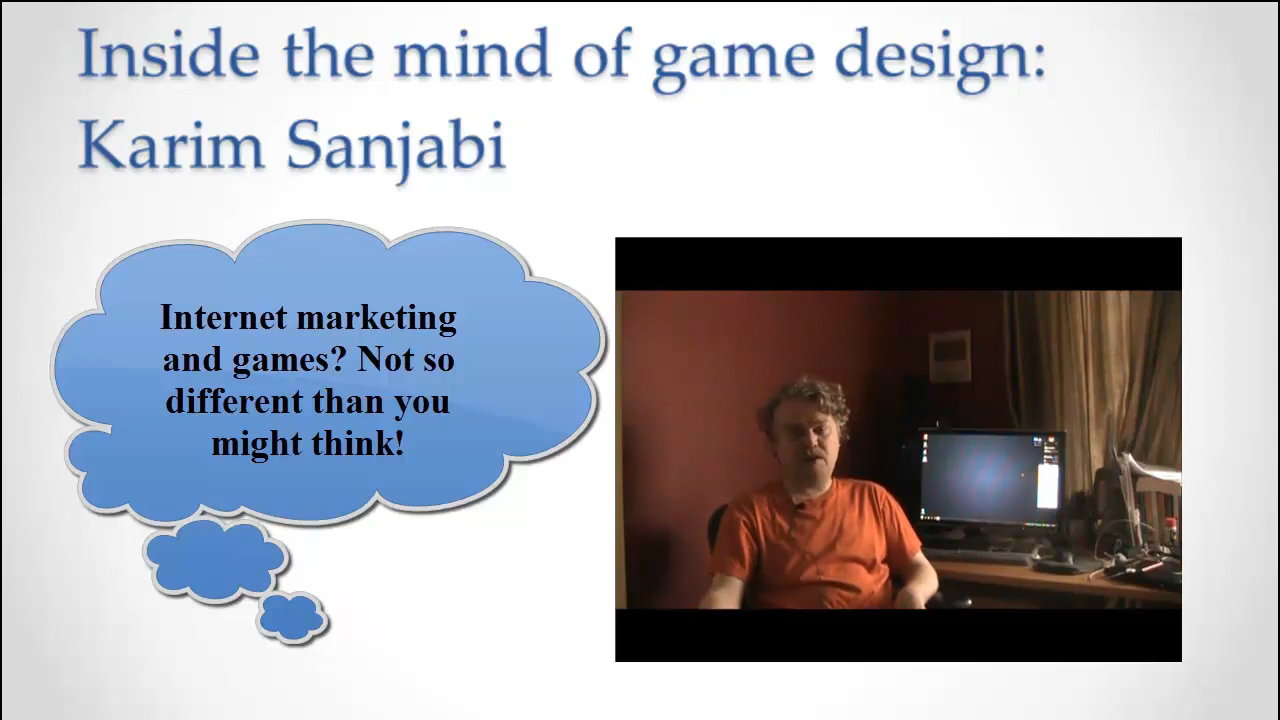 Inside the mind of game design:
Karim Sanjabi
Internet marketing
and games? Not so
different than you
might think!